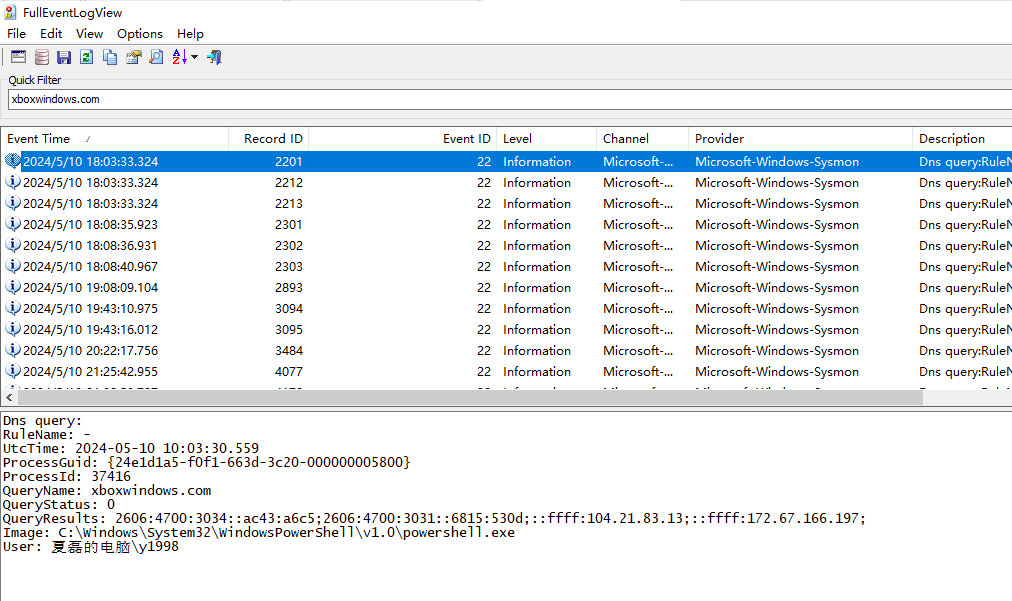 FullEventLogView
File Edit View Options Help
Quick Filter
xboxwindows.com
Event Time Record ID Event ID Level Channel Provider Description
2024/5/10 18:03:33.324 2201 22 Information Microsoft-... Microsoft-Windows-Sysmon Dns query:RuleN
2024/5/10 18:03:33.324 2212 22 Information Microsoft-... Microsoft-Windows-Sysmon Dns query:RuleN
2024/5/10 18:03:33.324 2213 22 Information Microsoft-... Microsoft-Windows-Sysmon Dns query:RuleN
2024/5/10 18:08:35.923 2301 22 Information Microsoft-... Microsoft-Windows-Sysmon Dns query:RuleN
2024/5/10 18:08:36.931 2302 22 Information Microsoft-... Microsoft-Windows-Sysmon Dns query:RuleN
2024/5/10 18:08:40.967 2303 22 Information Microsoft-... Microsoft-Windows-Sysmon Dns query:RuleN
2024/5/10 19:08:09.104 2893 22 Information Microsoft-... Microsoft-Windows-Sysmon Dns query:RuleN
2024/5/10 19:43:10.975 3094 22 Information Microsoft-... Microsoft-Windows-Sysmon Dns query:RuleN
2024/5/10 19:43:16.012 3095 22 Information Microsoft-... Microsoft-Windows-Sysmon Dns query:RuleN
2024/5/10 20:22:17.756 3484 22 Information Microsoft-... Microsoft-Windows-Sysmon Dns query:RuleN
2024/5/10 21:25:42.955 4077 22 Information Microsoft-... Microsoft-Windows-Sysmon Dns query:RuleN
Dns query:
RuleName: -
UtcTime: 2024-05-10 10:03:30.559
ProcessGuid: {24e1d1a5-f0f1-663d-3c20-000000005800}
ProcessId: 37416
QueryName: xboxwindows.com
QueryStatus: 0
QueryResults: 2606:4700:3034::ac43:a6c5;2606:4700:3031::6815:530d;::ffff:104.21.83.13;::ffff:172.67.166.197;
Image: C:\Windows\System32\WindowsPowerShell\v1.0\powershell.exe
User: 夏磊的电脑\y1998